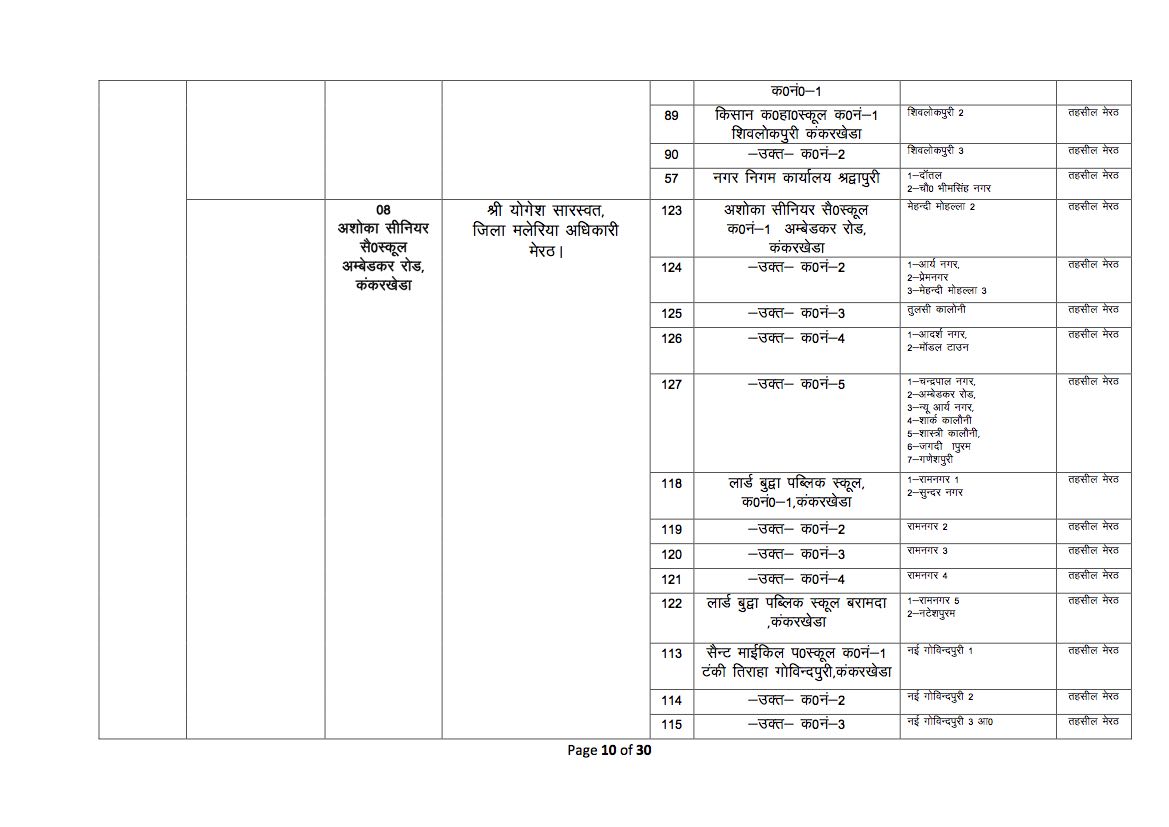 क0नं0–1
89 किसान क0हा0स्कूल क0नं–1 शिवलोकपुरी 2 तहसील मेरठ
शिवलोकपुरी कंकरखेडा
90 –उक्त– क0नं–2 शिवलोकपुरी 3 तहसील मेरठ
57 नगर निगम कार्यालय श्रद्वापुरी 1–दॉतल तहसील मेरठ
2–चौ0 भीमसिंह नगर
08 श्री योगेश सारस्वत, 123 अशोका सीनियर सै0स्कूल मेहन्दी मोहल्ला 2 तहसील मेरठ
अशोका सीनियर जिला मलेरिया अधिकारी क0नं–1 अम्बेडकर रोड,
सै0स्कूल मेरठ। कंकरखेडा
अम्बेडकर रोड,
कंकरखेडा
124 –उक्त– क0नं–2 1–आर्य नगर, तहसील मेरठ
2–प्रेमनगर
3–मेहन्दी मोहल्ला 3
125 –उक्त– क0नं–3 तुलसी कालोनी तहसील मेरठ
126 –उक्त– क0नं–4 1–आदर्श नगर, तहसील मेरठ
2–मॉडल टाउन
127 –उक्त– क0नं–5 1–चन्द्रपाल नगर, तहसील मेरठ
2–अम्बेडकर रोड,
3–न्यू आर्य नगर,
4–शार्क कालौनी
5–शास्त्री कालौनी,
6–जगदी ापुरम
7–गणेशपुरी
118 लार्ड बुद्वा पब्लिक स्कूल, 1–रामनगर 1 तहसील मेरठ
क0नं0–1,कंकरखेडा 2–सुन्दर नगर
119 –उक्त– क0नं–2 रामनगर 2 तहसील मेरठ
120 –उक्त– क0नं–3 रामनगर 3 तहसील मेरठ
121 –उक्त– क0नं–4 रामनगर 4 तहसील मेरठ
122 लार्ड बुद्वा पब्लिक स्कूल बरामदा 1–रामनगर 5 तहसील मेरठ
,कंकरखेडा 2–नटेशपुरम
113 सैन्ट माईकिल प0स्कूल क0नं–1 नई गोविन्दपुरी 1 तहसील मेरठ
टंकी तिराहा गोविन्दपुरी,कंकरखेडा
114 –उक्त– क0नं–2 नई गोविन्दपुरी 2 तहसील मेरठ
115 –उक्त– क0नं–3 नई गोविन्दपुरी 3 आ0 तहसील मेरठ
Page 10 of 30